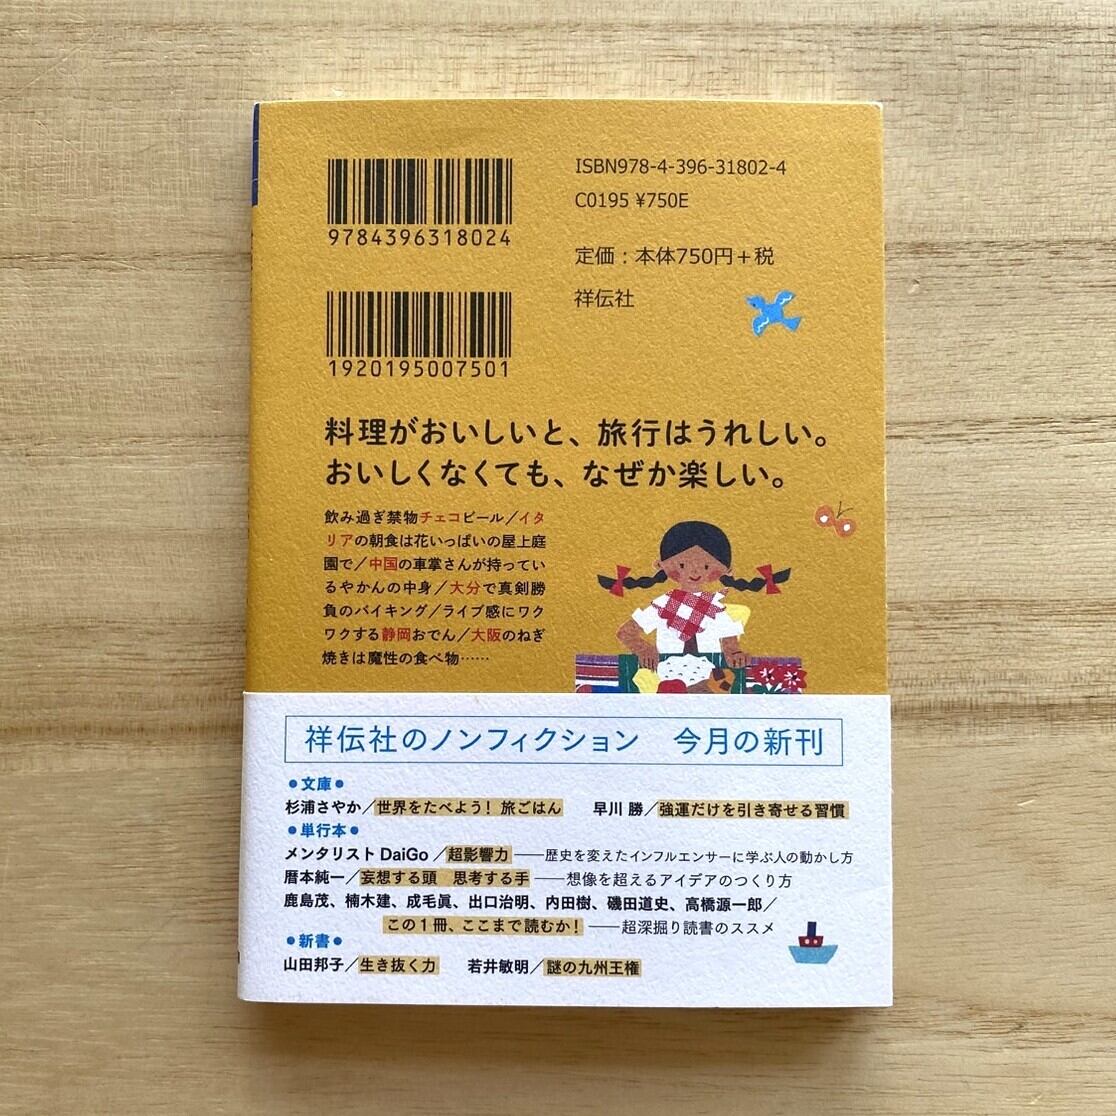 9784396318024
ISBN978-4-396-31802-4
C0195 ¥750E
定価：本体750円＋税
祥伝社
1920195007501
料理がおいしいと、旅行はうれしい。
おいしくなくても、なぜか楽しい。
飲み過ぎ禁物チェコビール／イタ
リアの朝食は花いっぱいの屋上庭
園で／中国の車掌さんが持ってい
るやかんの中身／大分で真剣勝
負のバイキング／ライブ感にワク
ワクする静岡おでん／大阪のねぎ
焼きは魔性の食べ物……
祥伝社のノンフィクション　今月の新刊
●文庫●
杉浦さやか／世界をたべよう！旅ごはん　早川 勝／強運だけを引き寄せる習慣
●単行本●
メンタリスト DaiGo／超影響力――歴史を変えたインフルエンサーに学ぶ人の動かし方
暦本純一／妄想する頭　思考する手――想像を超えるアイデアのつくり方
鹿島茂、楠木建、成毛眞、出口治明、内田樹、磯田道史、高橋源一郎／
この１冊、ここまで読むか！――超深掘り読書のススメ
●新書●
山田邦子／生き抜く力　若井敏明／謎の九州王権